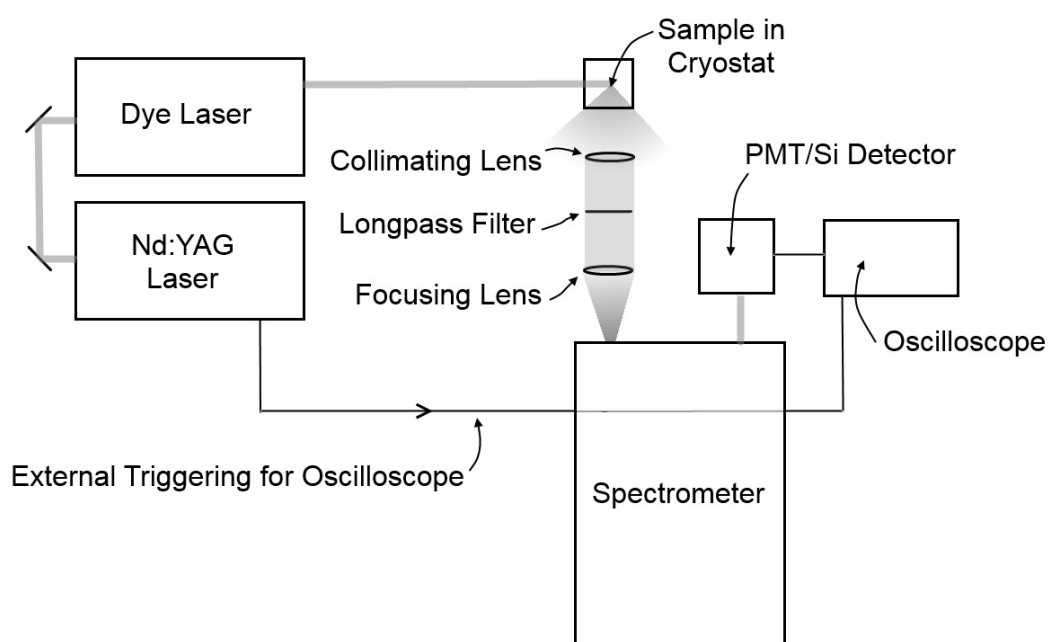 Sample in
Cryostat
Dye Laser
Collimating Lens
PMT/Si Detector
Longpass Filter
Nd:YAG
Laser
Focusing Lens
Oscilloscope
External Triggering for Oscilloscope
Spectrometer